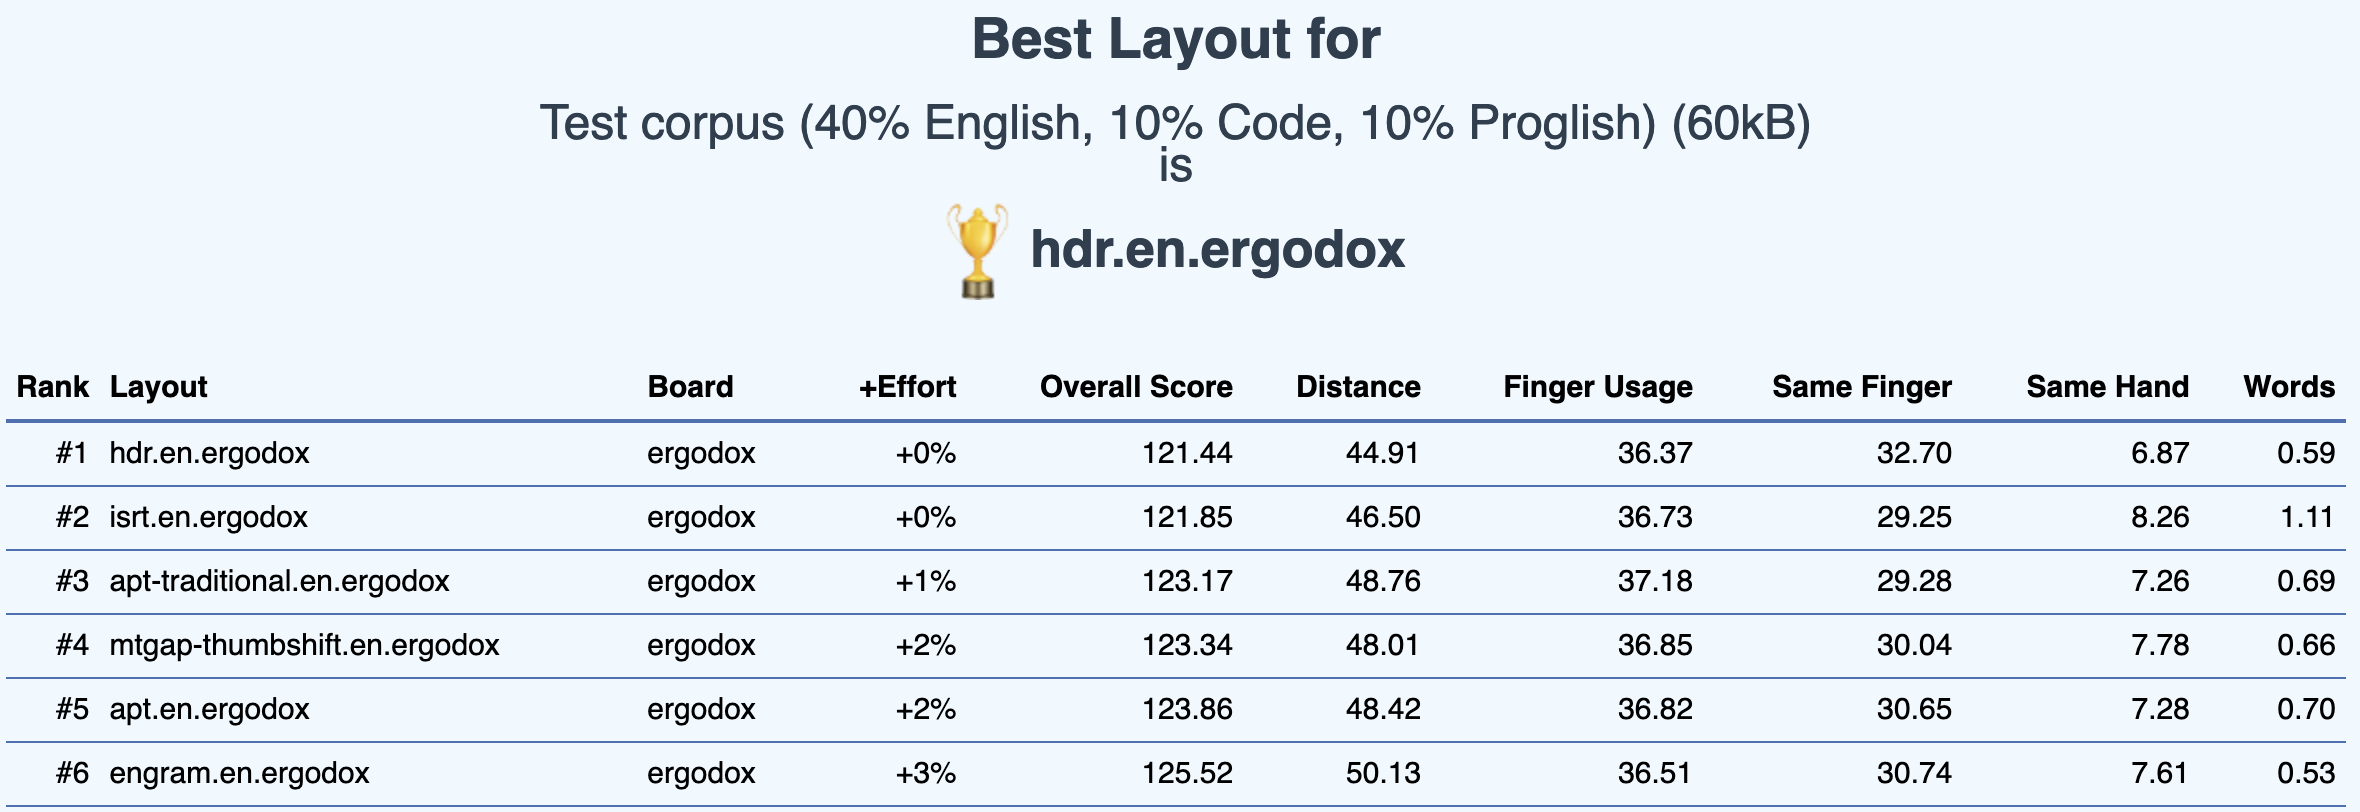 Best Layout for
Test corpus (40% English, 10% Code, 10% Proglish) (60kB)
is
hdr.en.ergodox
Rank Layout Board +Effort Overall Score Distance Finger Usage Same Finger Same Hand Words
#1 hdr.en.ergodox ergodox +0% 121.44 44.91 36.37 32.70 6.87 0.59
#2 isrt.en.ergodox ergodox +0% 121.85 46.50 36.73 29.25 8.26 1.11
#3 apt-traditional.en.ergodox ergodox +1% 123.17 48.76 37.18 29.28 7.26 0.69
#4 mtgap-thumbshift.en.ergodox ergodox +2% 123.34 48.01 36.85 30.04 7.78 0.66
#5 apt.en.ergodox ergodox +2% 123.86 48.42 36.82 30.65 7.28 0.70
#6 engram.en.ergodox ergodox +3% 125.52 50.13 36.51 30.74 7.61 0.53